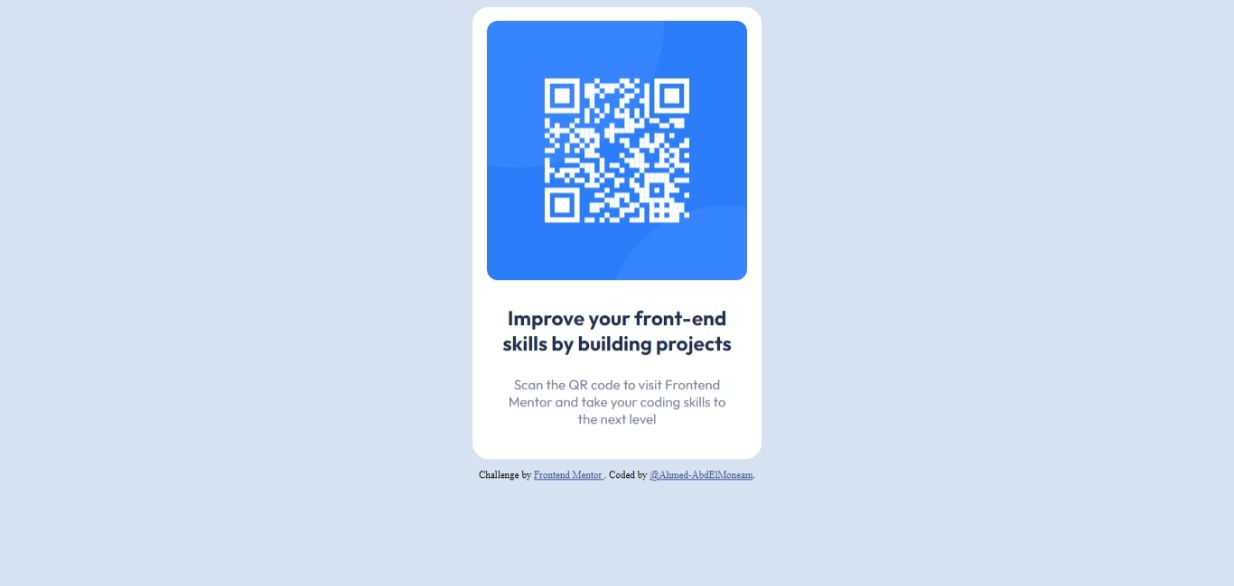 Improve your front-end
skills by building projects
Scan the QR code to visit Frontend
Mentor and take your coding skills to
the next level
Challenge by Frontend Mentor . Coded by @Ahmed-AbdElMoneam.